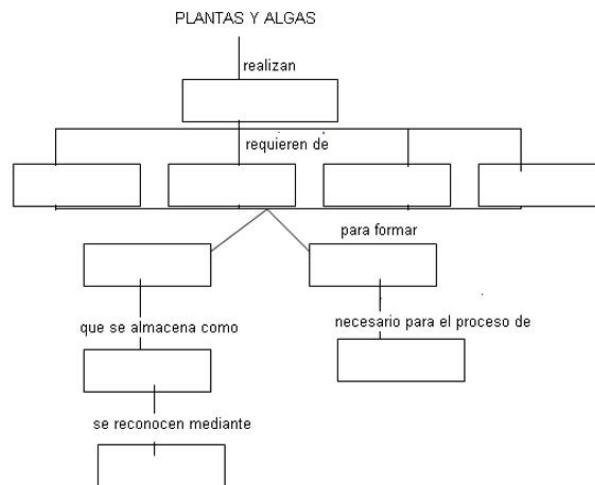 PLANTAS Y ALGAS
realizan
requieren de
para formar
que se almacena como
necesario para el proceso de
se reconocen mediante